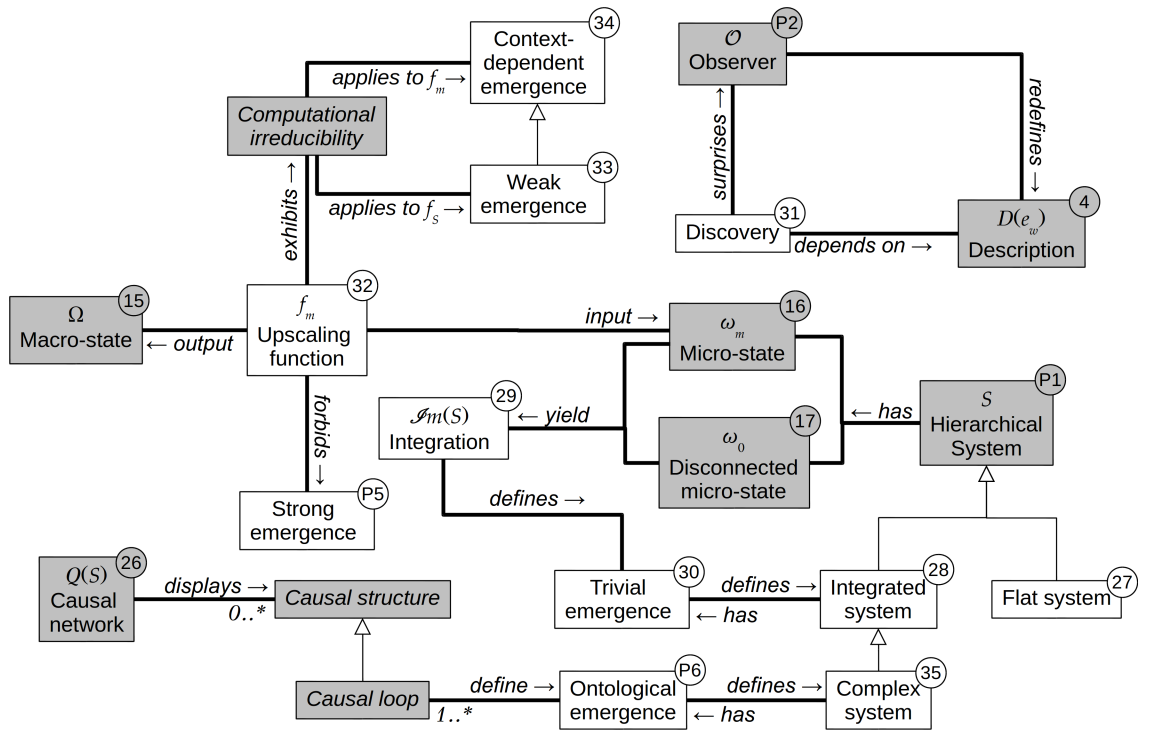 34
Context-
dependent
emergence
applies to fₘ →
Computational
irreducibility
33
Weak
emergence
applies to f_S →
exhibits →
P2
𝒪
Observer
surprises →
redefines →
31
Discovery
depends on →
4
D(e_w)
Description
15
Ω
Macro-state
← output
32
fₘ
Upscaling
function
input →
16
ωₘ
Micro-state
forbids →
29
ℐm(S)
Integration
← yield
17
ω₀
Disconnected
micro-state
← has
P1
S
Hierarchical
System
P5
Strong
emergence
defines →
26
Q(S)
Causal
network
displays →
0..*
Causal structure
30
Trivial
emergence
defines →
← has
28
Integrated
system
27
Flat system
Causal loop
define →
1..*
P6
Ontological
emergence
defines →
← has
35
Complex
system